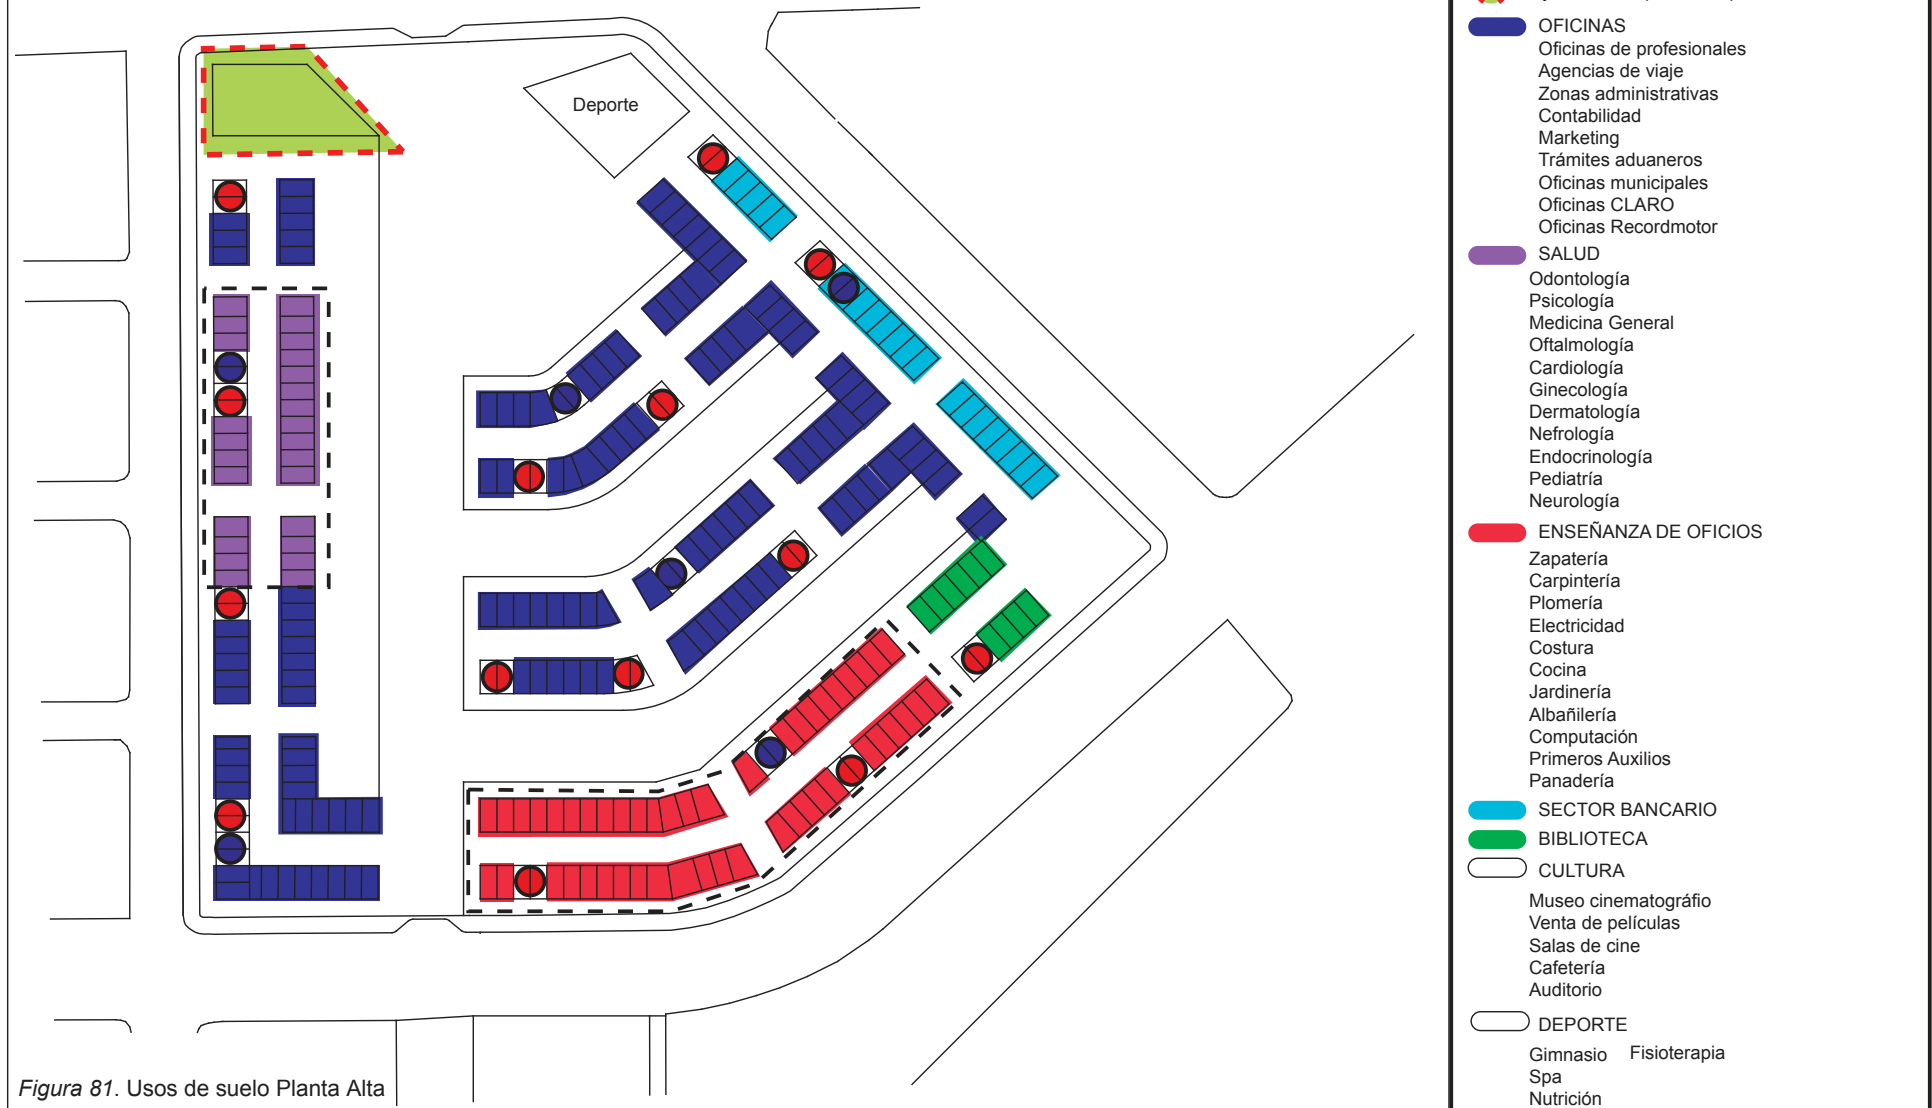 Deporte
Figura 81. Usos de suelo Planta Alta
OFICINAS
Oficinas de profesionales
Agencias de viaje
Zonas administrativas
Contabilidad
Marketing
Trámites aduaneros
Oficinas municipales
Oficinas CLARO
Oficinas Recordmotor
SALUD
Odontología
Psicología
Medicina General
Oftalmología
Cardiología
Ginecología
Dermatología
Nefrología
Endocrinología
Pediatría
Neurología
ENSEÑANZA DE OFICIOS
Zapatería
Carpintería
Plomería
Electricidad
Costura
Cocina
Jardinería
Albañilería
Computación
Primeros Auxilios
Panadería
SECTOR BANCARIO
BIBLIOTECA
CULTURA
Museo cinematográfio
Venta de películas
Salas de cine
Cafetería
Auditorio
DEPORTE
Gimnasio Fisioterapia
Spa
Nutrición